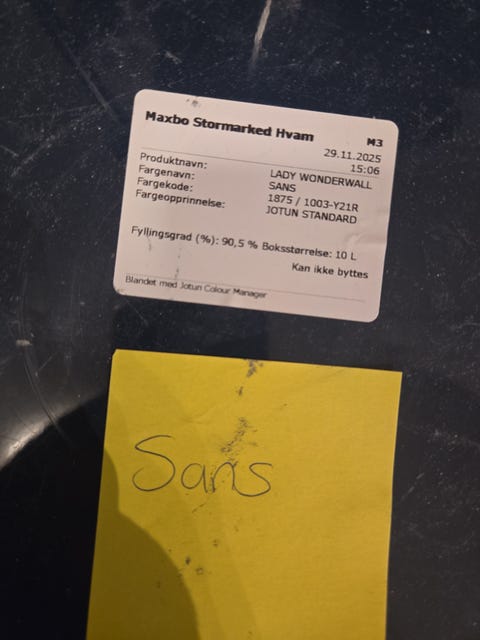 Maxbo Stormarked Hvam M3
29.11.2025
15:06
Produktnavn: LADY WONDERWALL
Fargenavn: SANS
Fargekode: 1875 / 1003-Y21R
Fargeopprinnelse: JOTUN STANDARD
Fyllingsgrad (%): 90,5 % Boksstørrelse: 10 L
Kan ikke byttes
Blandet med Jotun Colour Manager
Sans